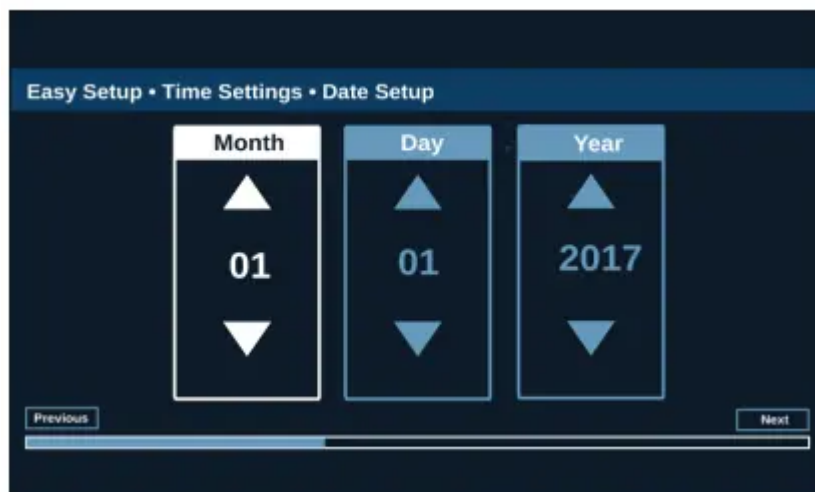 Easy Setup • Time Settings • Date Setup
Month Day Year
01 01 2017
Previous Next